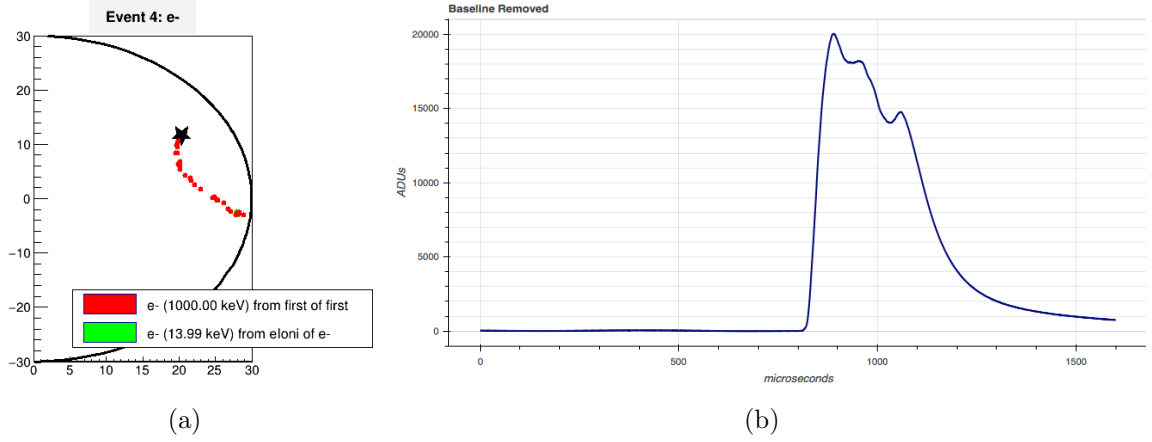 Event 4: e-
30
20
10
0
−10
−20
−30
0 5 10 15 20 25 30
e- (1000.00 keV) from first of first
e- (13.99 keV) from eIoni of e-
(a)
Baseline Removed
20000
15000
10000
5000
0
ADUs
0 500 1000 1500
microseconds
(b)